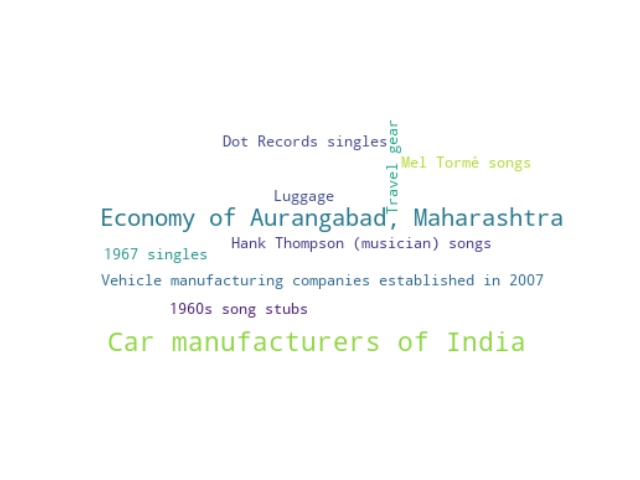 Dot Records singles
Travel gear
Mel Tormé songs
Luggage
Economy of Aurangabad, Maharashtra
Hank Thompson (musician) songs
1967 singles
Vehicle manufacturing companies established in 2007
1960s song stubs
Car manufacturers of India